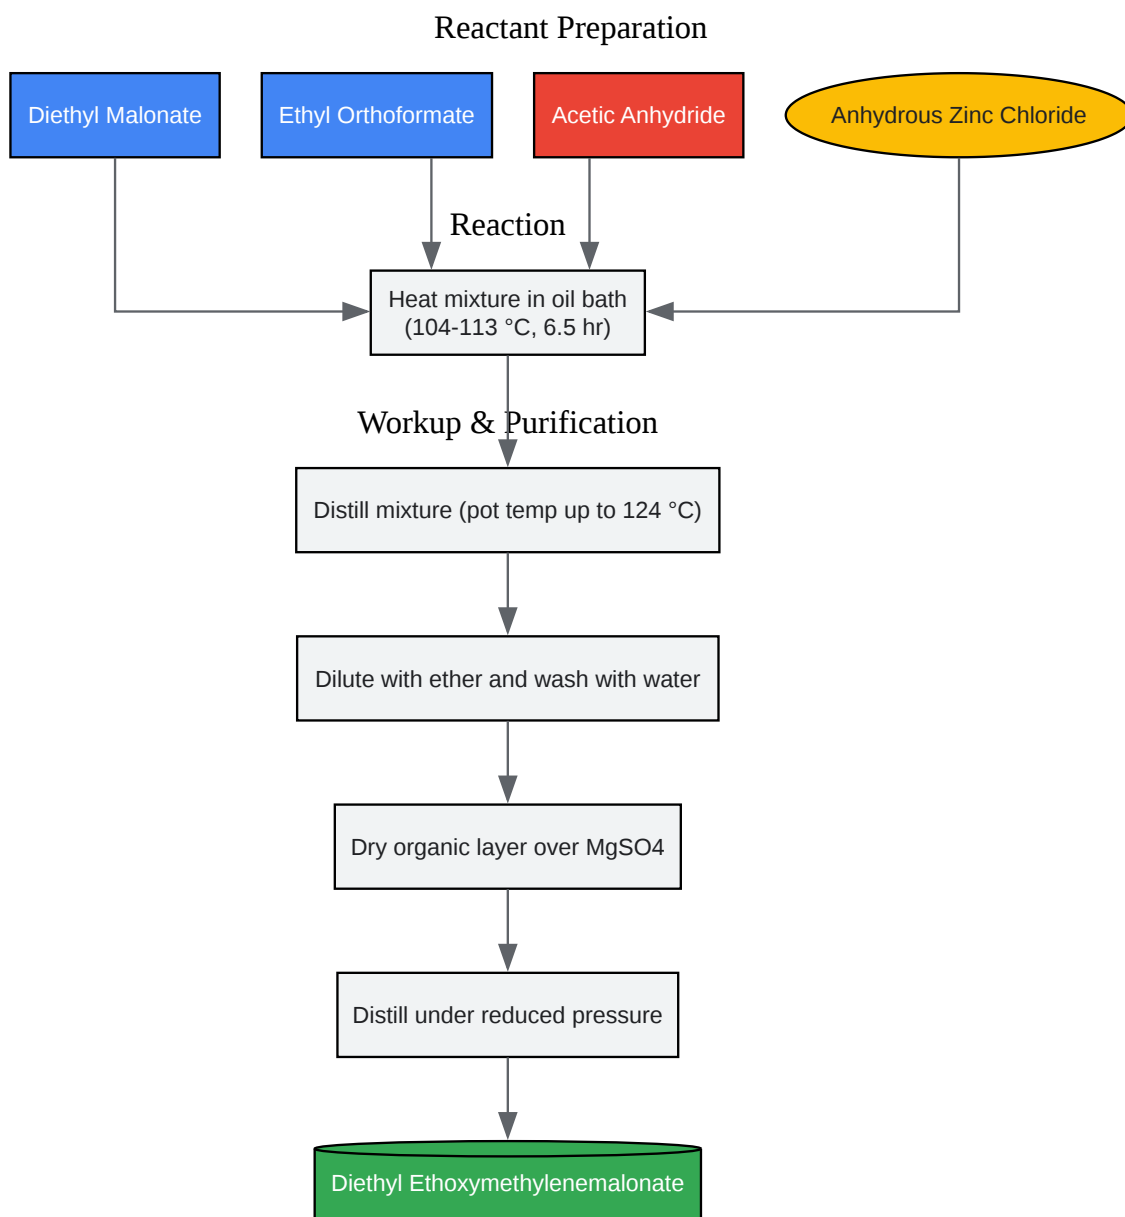 Reactant Preparation
Diethyl Malonate
Ethyl Orthoformate
Acetic Anhydride
Anhydrous Zinc Chloride
Reaction
Heat mixture in oil bath
(104-113 °C, 6.5 hr)
Workup & Purification
Distill mixture (pot temp up to 124 °C)
Dilute with ether and wash with water
Dry organic layer over MgSO4
Distill under reduced pressure
Diethyl Ethoxymethylenemalonate